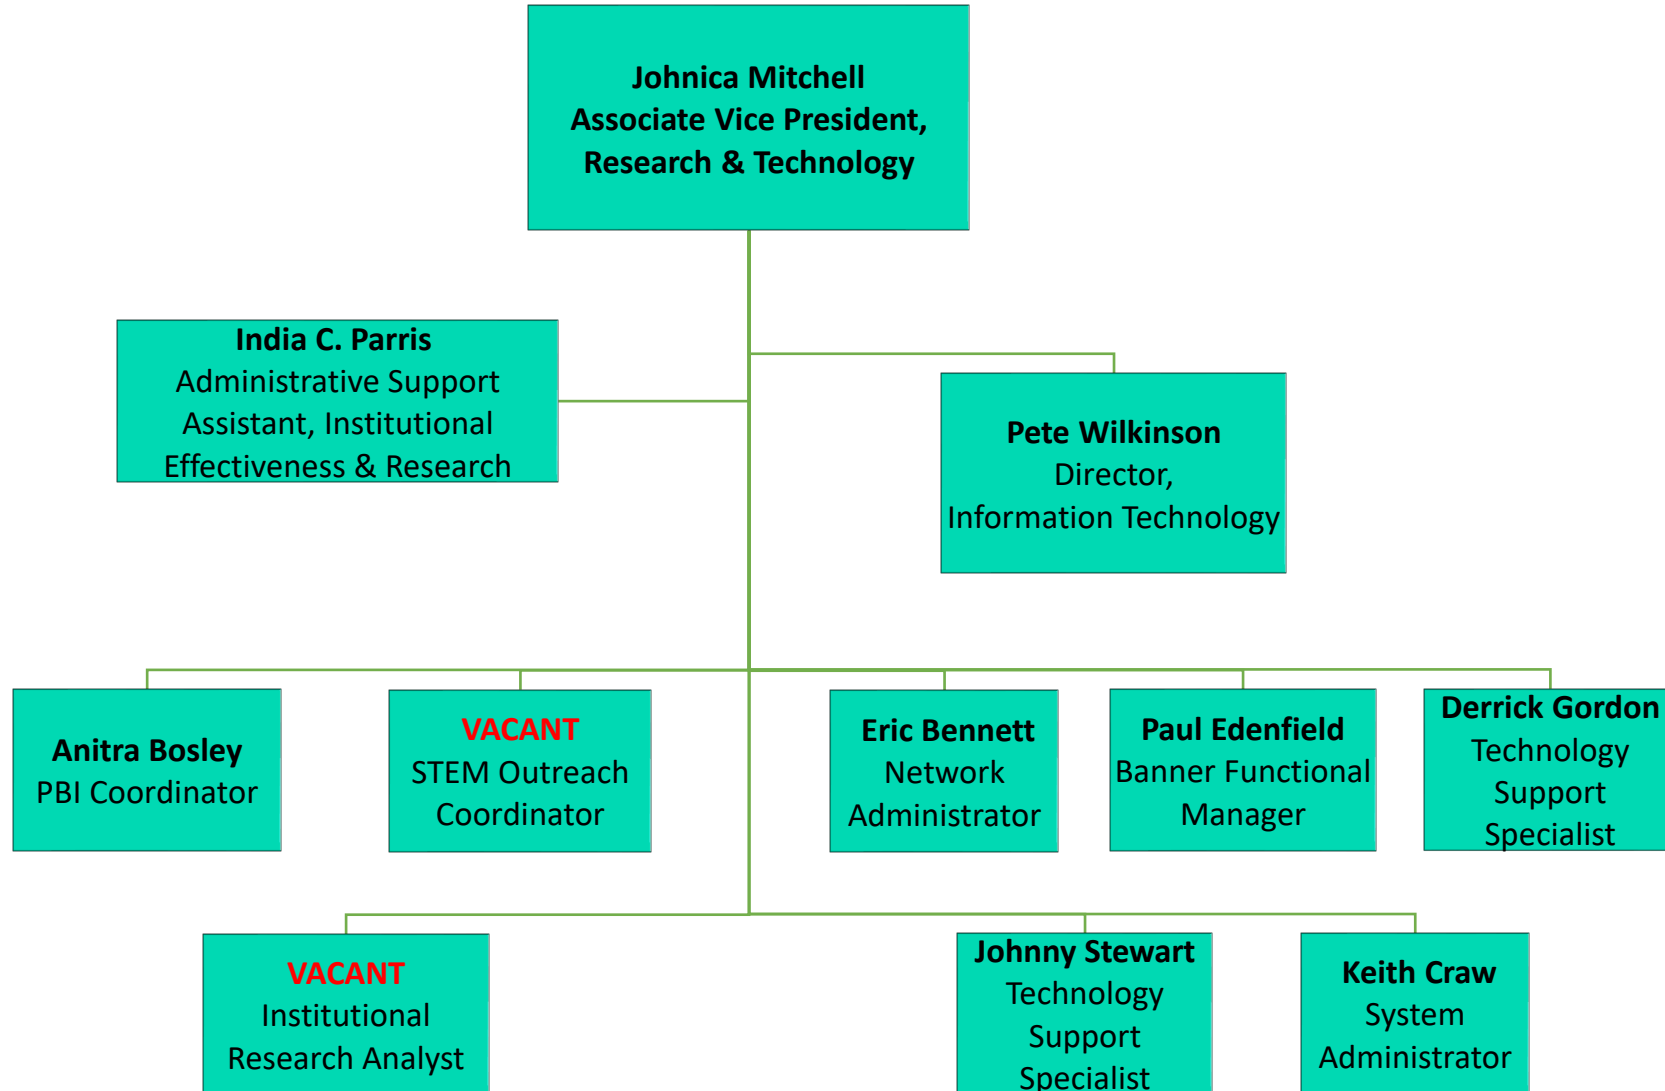 Johnica Mitchell
Associate Vice President,
Research & Technology
India C. Parris
Administrative Support
Assistant, Institutional
Effectiveness & Research
Pete Wilkinson
Director,
Information Technology
Anitra Bosley
PBI Coordinator
VACANT
STEM Outreach
Coordinator
Eric Bennett
Network
Administrator
Paul Edenfield
Banner Functional
Manager
Derrick Gordon
Technology
Support
Specialist
VACANT
Institutional
Research Analyst
Johnny Stewart
Technology
Support
Specialist
Keith Craw
System
Administrator